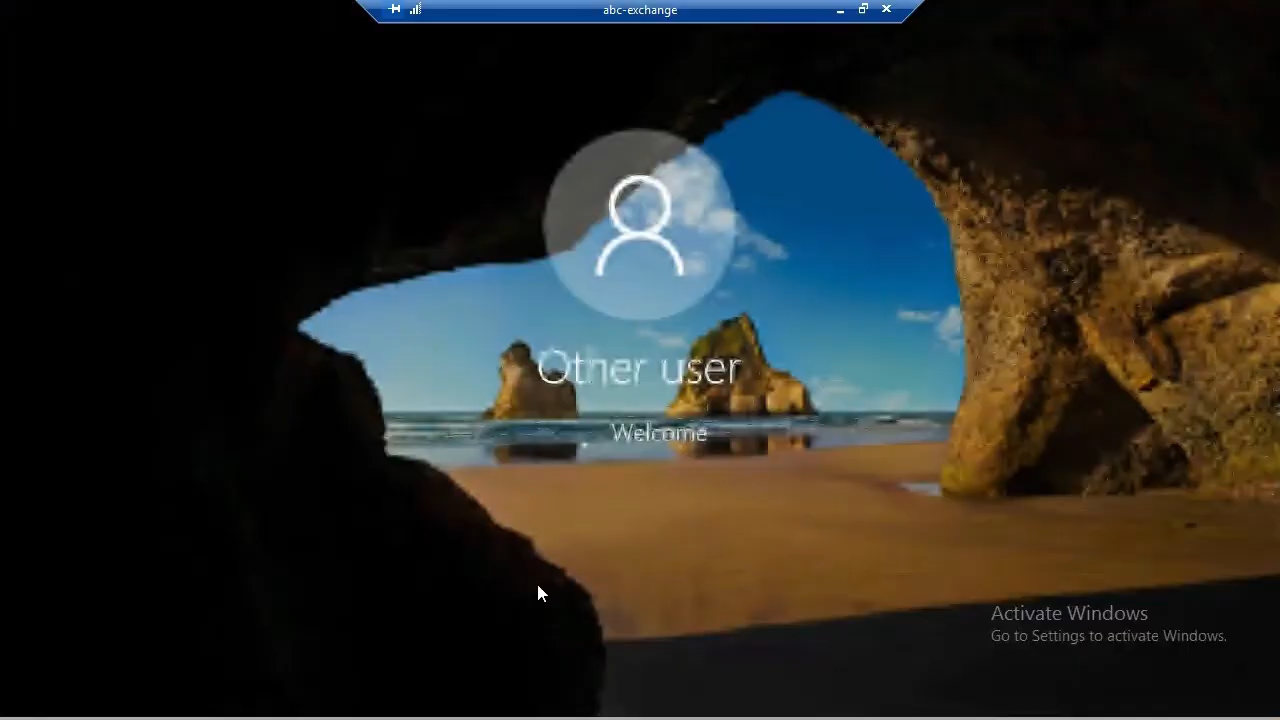 abc-exchange
Other user
Welcome
Activate Windows
Go to Settings to activate Windows.